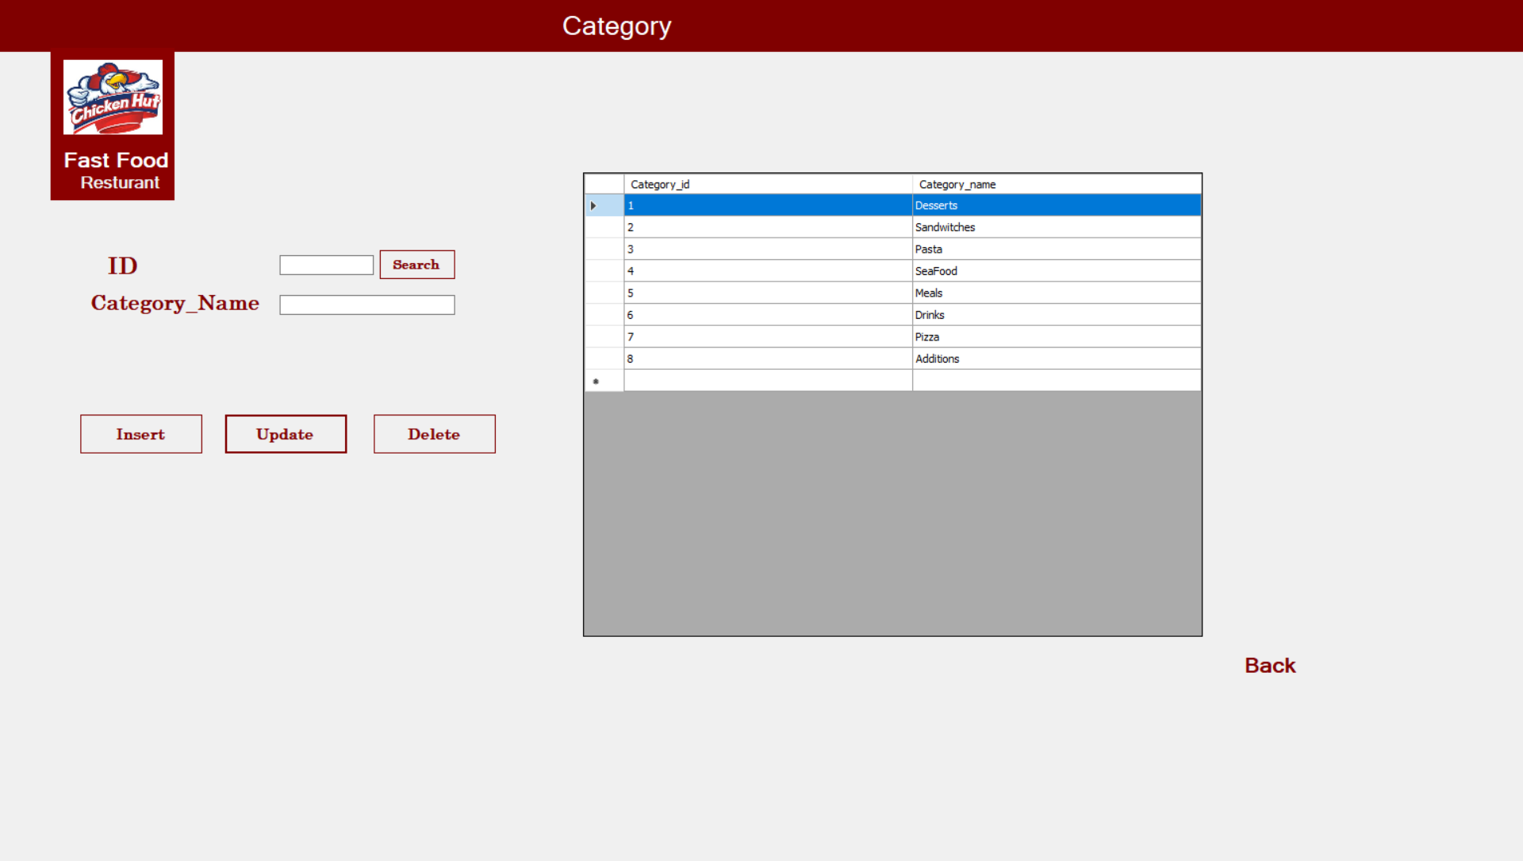 Category
Chicken Hut
Fast Food
Resturant
ID
Search
Category_Name
Insert
Update
Delete
Category_id Category_name
1 Desserts
2 Sandwitches
3 Pasta
4 SeaFood
5 Meals
6 Drinks
7 Pizza
8 Additions
Back